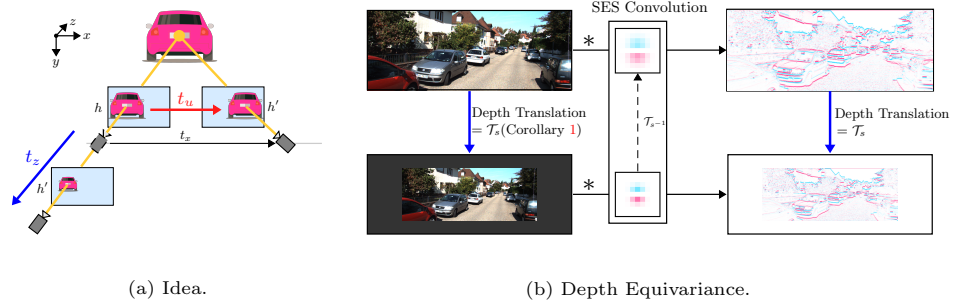 z
x
y
h
t_u
h′
t_x
t_z
h′
(a) Idea.
SES Convolution
*
Depth Translation
= 𝒯_s(Corollary 1)
𝒯_{s−1}
Depth Translation
= 𝒯_s
*
(b) Depth Equivariance.